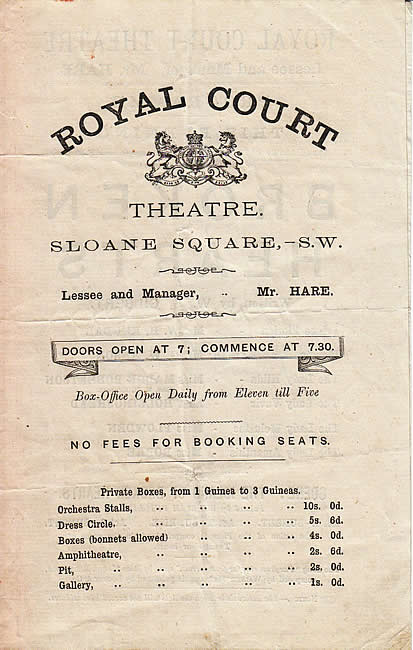 ROYAL COURT
THEATRE.
SLOANE SQUARE,-S.W.
Lessee and Manager, .. Mr. HARE.
DOORS OPEN AT 7; COMMENCE AT 7.30.
Box-Office Open Daily from Eleven till Five
NO FEES FOR BOOKING SEATS.
Private Boxes, from 1 Guinea to 3 Guineas.
Orchestra Stalls, .. .. .. .. 10s. 0d.
Dress Circle, .. .. .. .. 5s. 6d.
Boxes (bonnets allowed) .. .. .. 4s. 0d.
Amphitheatre, .. .. .. .. 2s. 6d.
Pit, .. .. .. .. .. 2s. 0d.
Gallery, .. .. .. .. .. 1s. 0d.